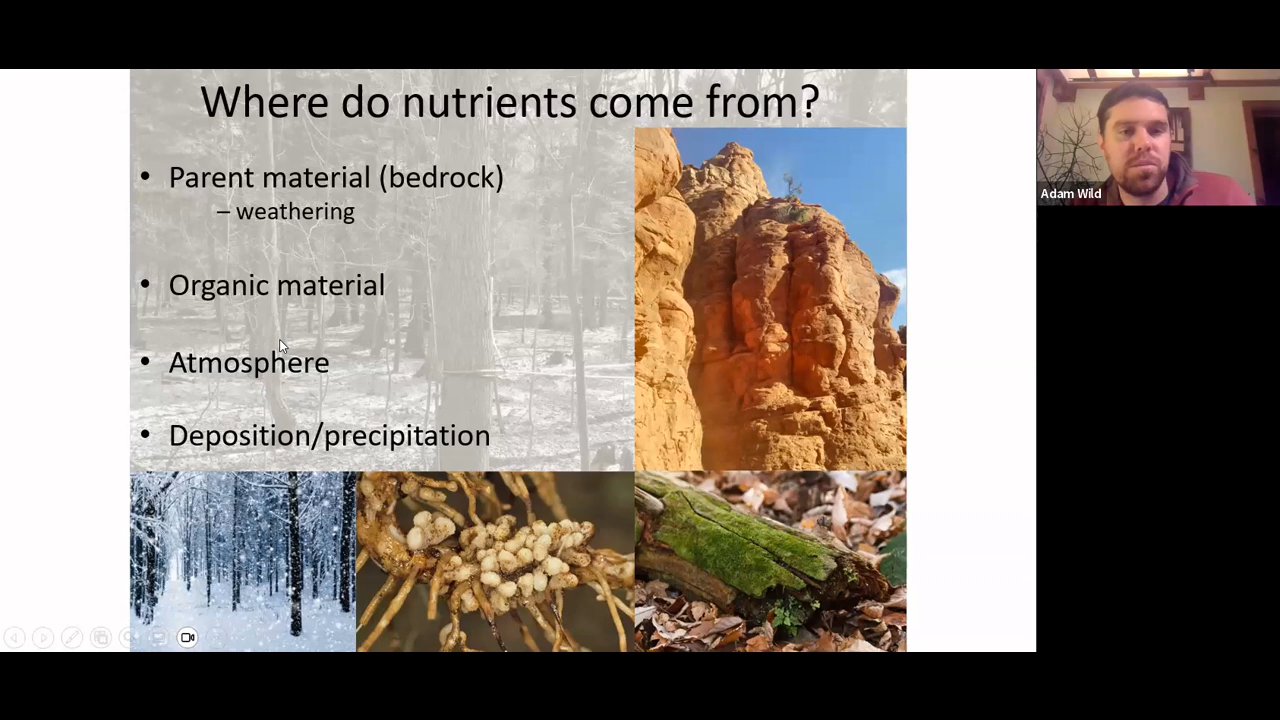 Where do nutrients come from?
• Parent material (bedrock)
– weathering
• Organic material
• Atmosphere
• Deposition/precipitation
Adam Wild